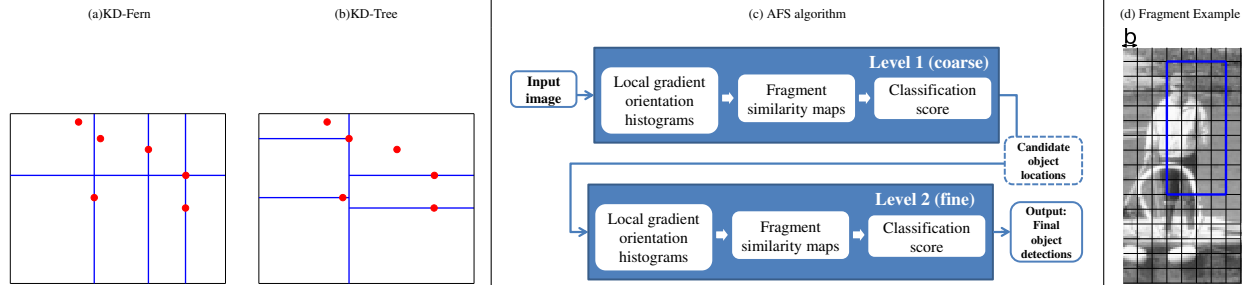 (a)KD-Fern
(b)KD-Tree
(c) AFS algorithm
(d) Fragment Example
b
Level 1 (coarse)
Input
image
Local gradient
orientation
histograms
Fragment
similarity maps
Classification
score
Candidate
object
locations
Level 2 (fine)
Local gradient
orientation
histograms
Fragment
similarity maps
Classification
score
Output:
Final
object
detections